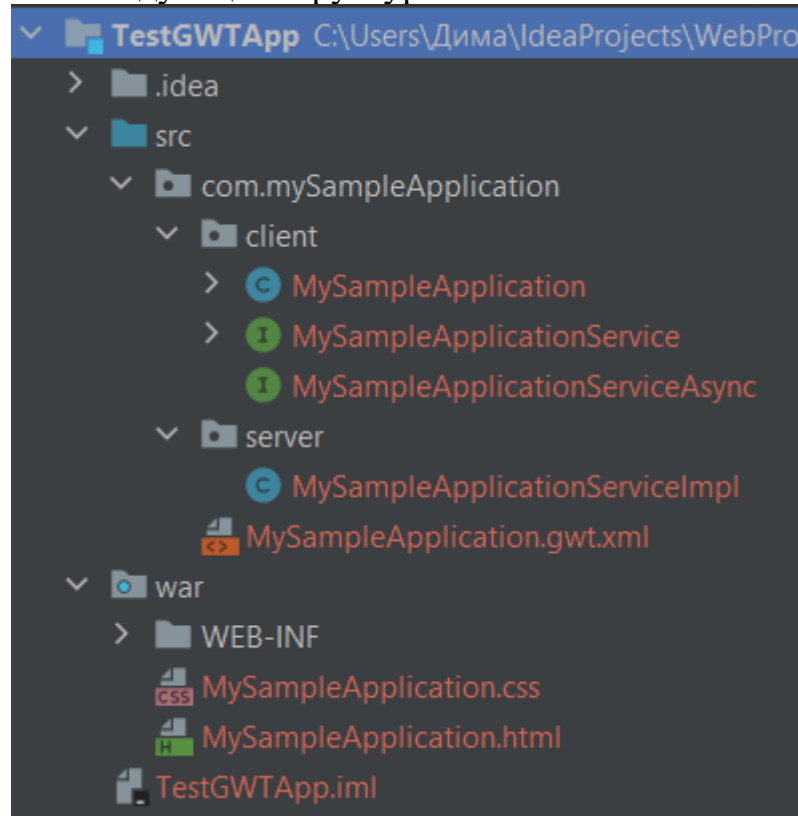 TestGWTApp C:\Users\Дима\IdeaProjects\WebPro
.idea
src
com.mySampleApplication
client
MySampleApplication
MySampleApplicationService
MySampleApplicationServiceAsync
server
MySampleApplicationServiceImpl
MySampleApplication.gwt.xml
war
WEB-INF
MySampleApplication.css
MySampleApplication.html
TestGWTApp.iml